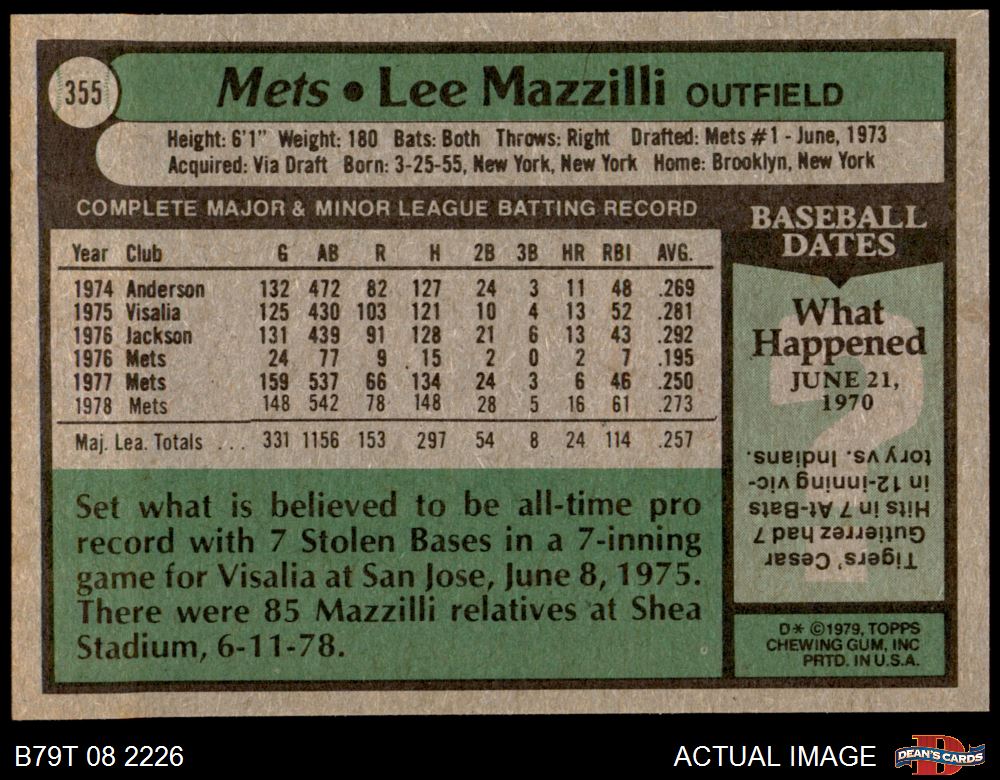 355
Mets • Lee Mazzilli OUTFIELD
Height: 6'1" Weight: 180 Bats: Both Throws: Right Drafted: Mets #1 - June, 1973
Acquired: Via Draft Born: 3-25-55, New York, New York Home: Brooklyn, New York
COMPLETE MAJOR & MINOR LEAGUE BATTING RECORD
Year Club G AB R H 2B 3B HR RBI AVG.
1974 Anderson 132 472 82 127 24 3 11 48 .269
1975 Visalia 125 430 103 121 10 4 13 52 .281
1976 Jackson 131 439 91 128 21 6 13 43 .292
1976 Mets 24 77 9 15 2 0 2 7 .195
1977 Mets 159 537 66 134 24 3 6 46 .250
1978 Mets 148 542 78 148 28 5 16 61 .273
Maj. Lea. Totals ... 331 1156 153 297 54 8 24 114 .257
Set what is believed to be all-time pro
record with 7 Stolen Bases in a 7-inning
game for Visalia at San Jose, June 8, 1975.
There were 85 Mazzilli relatives at Shea
Stadium, 6-11-78.
BASEBALL
DATES
What
Happened
JUNE 21,
1970
Tigers' Cesar
Gutierrez had 7
Hits in 7 At-Bats
in 12-inning vic-
tory vs. Indians.
D* ©1979, TOPPS
CHEWING GUM, INC
PRTD. IN U.S.A.
B79T 08 2226
ACTUAL IMAGE
DEAN'S CARDS